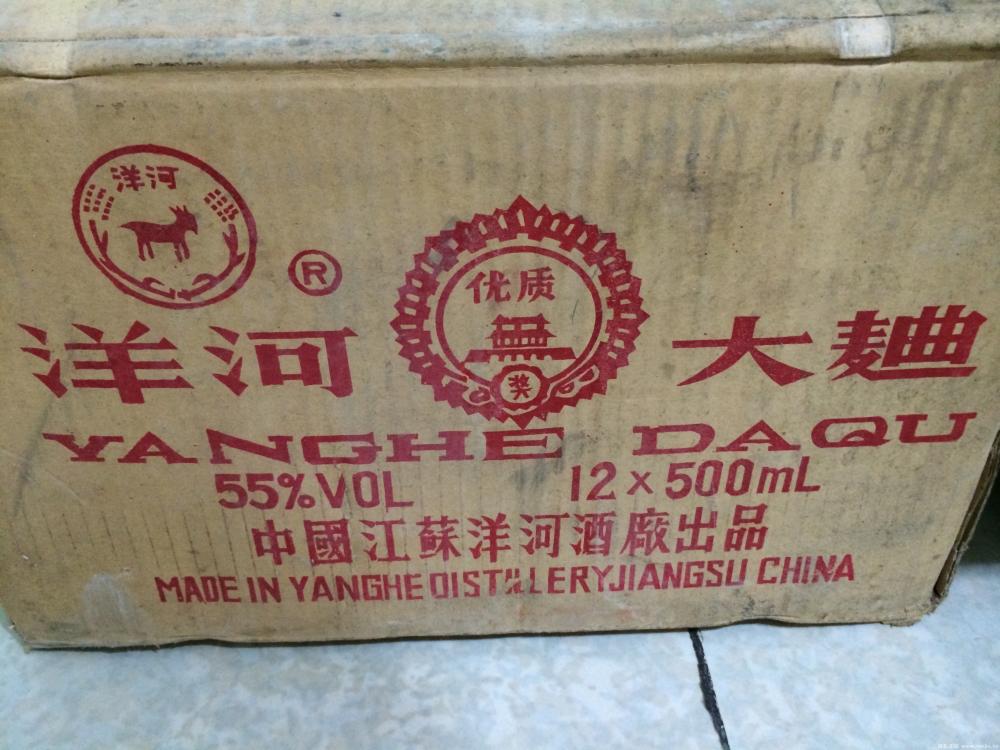 洋河
®
优质
奖
洋河 大麯
YANGHE DAQU
55%VOL 12×500mL
中國江蘇洋河酒廠出品
MADE IN YANGHE DISTILLERY JIANGSU CHINA